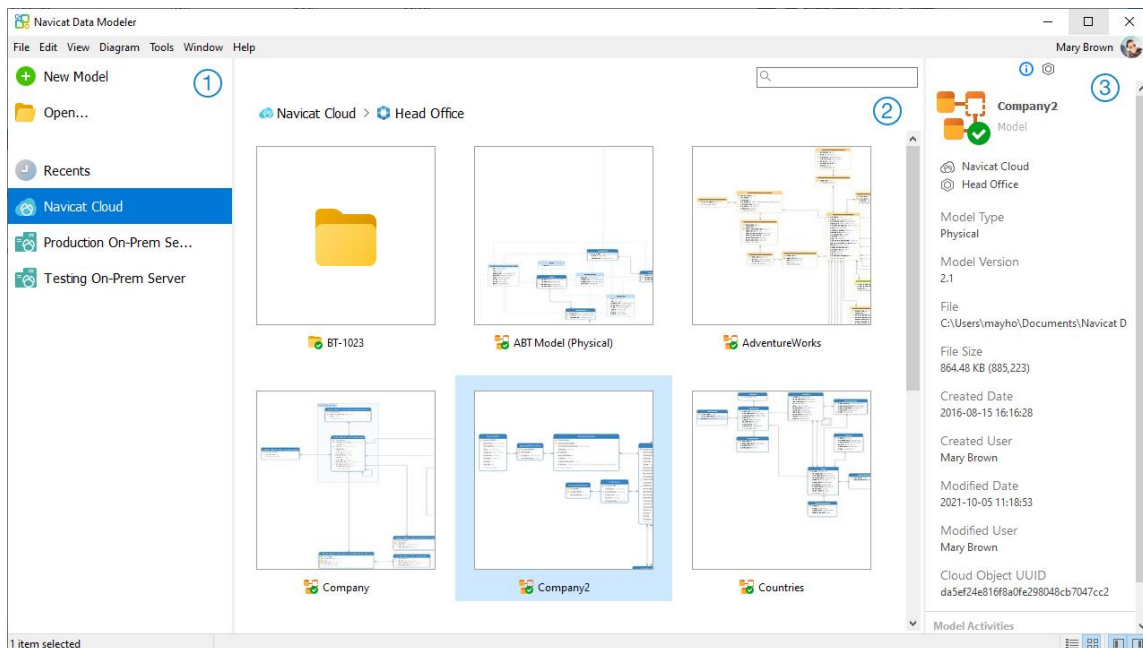 Navicat Data Modeler
File Edit View Diagram Tools Window Help
Mary Brown
New Model
Open...
Recents
Navicat Cloud
Production On-Prem Se...
Testing On-Prem Server
1
Navicat Cloud > Head Office
2
BT-1023
ABT Model (Physical)
AdventureWorks
Company
Company2
Countries
3
Company2
Model
Navicat Cloud
Head Office
Model Type
Physical
Model Version
2.1
File
C:\Users\mayho\Documents\Navicat D
File Size
864.48 KB (885,223)
Created Date
2016-08-15 16:16:28
Created User
Mary Brown
Modified Date
2021-10-05 11:18:53
Modified User
Mary Brown
Cloud Object UUID
da5ef24e816f8a0fe298048cb7047cc2
Model Activities
1 item selected